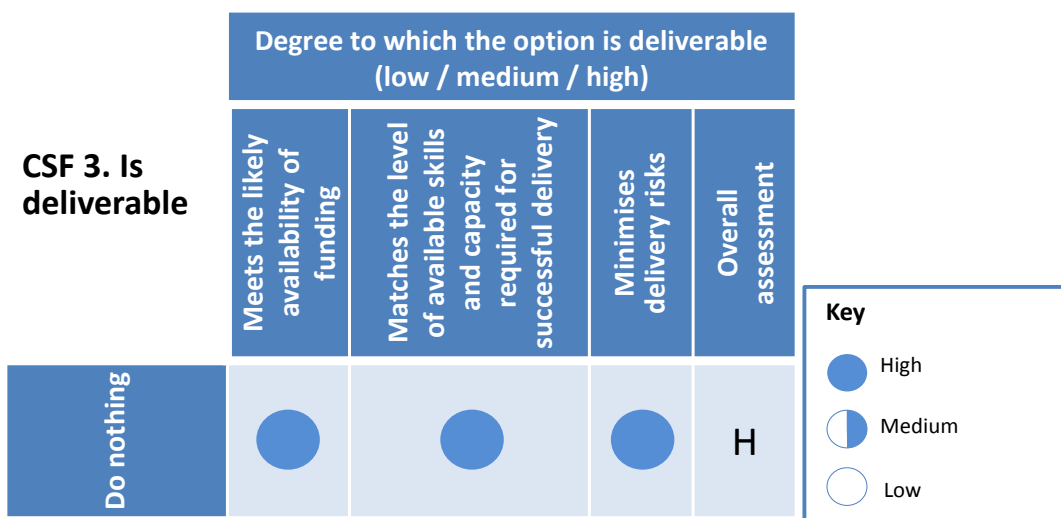 Degree to which the option is deliverable
(low / medium / high)
CSF 3. Is
deliverable
Meets the likely
availability of
funding
Matches the level
of available skills
and capacity
required for
successful delivery
Minimises
delivery risks
Overall
assessment
Do nothing
H
Key
High
Medium
Low